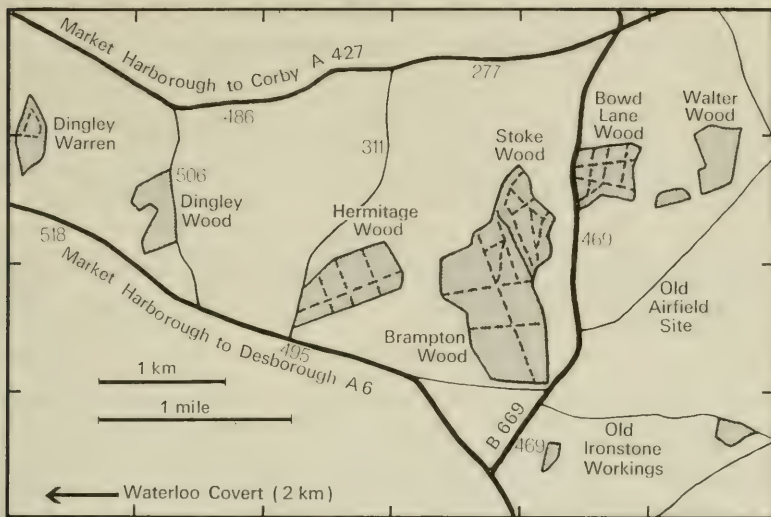 Market Harborough to Corby A 427
277
486
Dingley
Warren
506
Dingley
Wood
311
Hermitage
Wood
Stoke
Wood
Bowd
Lane
Wood
Walter
Wood
518
469
Market Harborough to Desborough A6
495
Brampton
Wood
Old
Airfield
Site
1 km
1 mile
B 669
469
Old
Ironstone
Workings
Waterloo Covert (2 km)